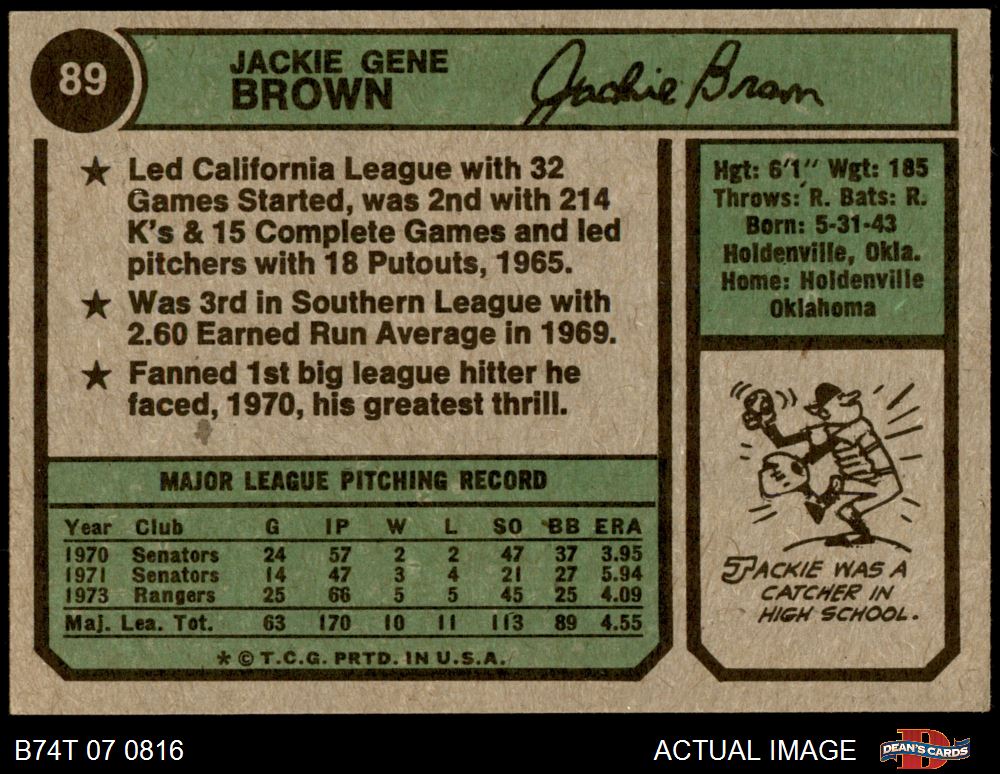 89
JACKIE GENE
BROWN
Jackie Brown
★ Led California League with 32
Games Started, was 2nd with 214
K's & 15 Complete Games and led
pitchers with 18 Putouts, 1965.
★ Was 3rd in Southern League with
2.60 Earned Run Average in 1969.
★ Fanned 1st big league hitter he
faced, 1970, his greatest thrill.
Hgt: 6'1" Wgt: 185
Throws: R. Bats: R.
Born: 5-31-43
Holdenville, Okla.
Home: Holdenville
Oklahoma
MAJOR LEAGUE PITCHING RECORD
Year Club G IP W L SO BB ERA
1970 Senators 24 57 2 2 47 37 3.95
1971 Senators 14 47 3 4 21 27 5.94
1973 Rangers 25 66 5 5 45 25 4.09
Maj. Lea. Tot. 63 170 10 11 113 89 4.55
* © T.C.G. PRTD. IN U.S.A.
JACKIE WAS A
CATCHER IN
HIGH SCHOOL.
B74T 07 0816
ACTUAL IMAGE
DEAN'S CARDS